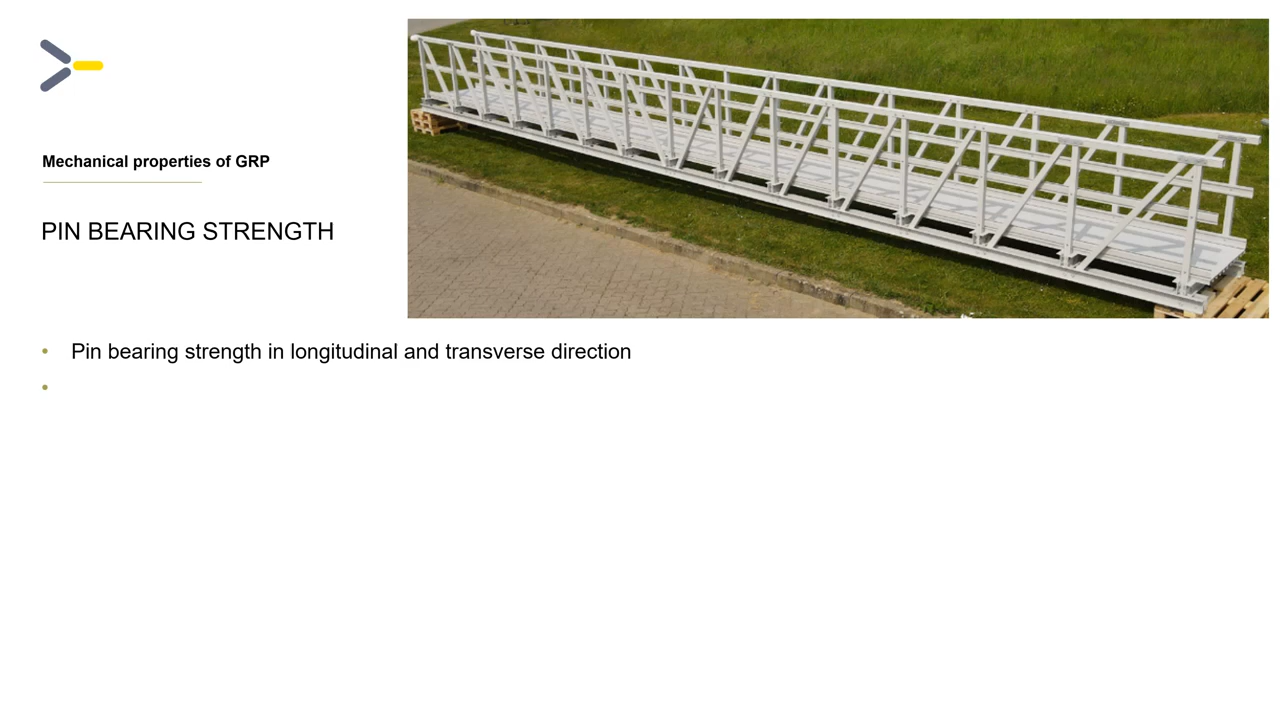 Mechanical properties of GRP
PIN BEARING STRENGTH
• Pin bearing strength in longitudinal and transverse direction
•